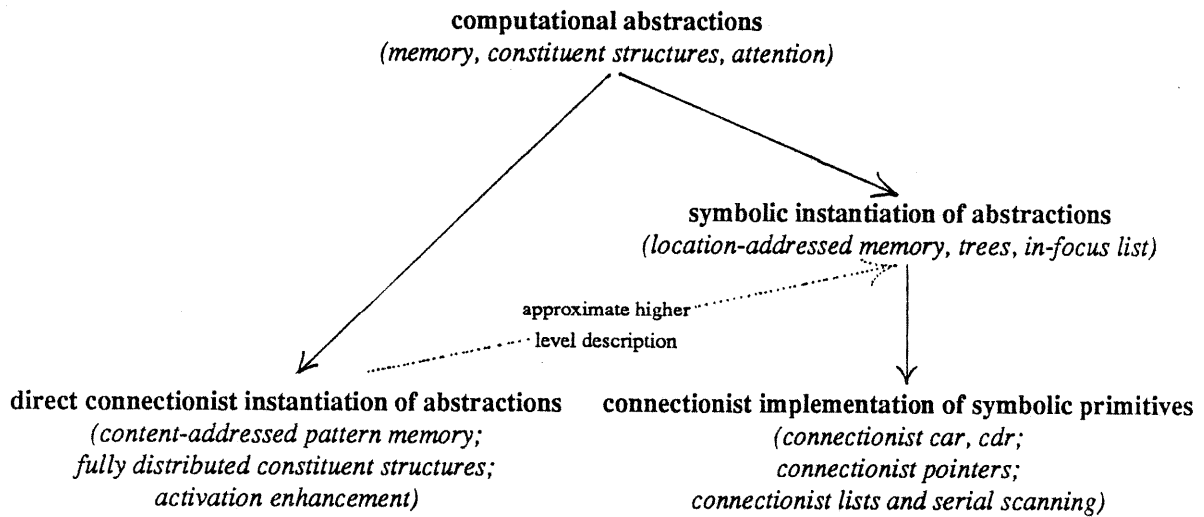 computational abstractions
(memory, constituent structures, attention)
symbolic instantiation of abstractions
(location-addressed memory, trees, in-focus list)
approximate higher
level description
direct connectionist instantiation of abstractions
(content-addressed pattern memory;
fully distributed constituent structures;
activation enhancement)
connectionist implementation of symbolic primitives
(connectionist car, cdr;
connectionist pointers;
connectionist lists and serial scanning)